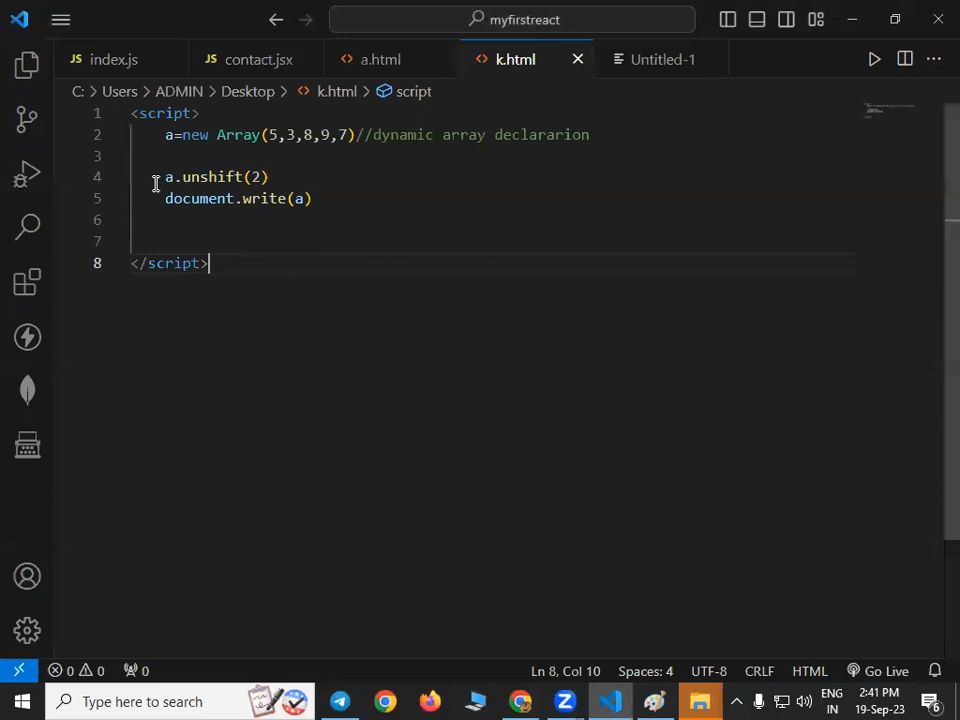 myfirstreact
JS index.js
JS contact.jsx
<> a.html
<> k.html
Untitled-1
C: > Users > ADMIN > Desktop > <> k.html > script
1 <script>
2 a=new Array(5,3,8,9,7)//dynamic array declararion
3
4 a.unshift(2)
5 document.write(a)
6
7
8 </script>
0 0 0
Ln 8, Col 10 Spaces: 4 UTF-8 CRLF HTML Go Live
Type here to search
ENG
IN
2:41 PM
19-Sep-23
6